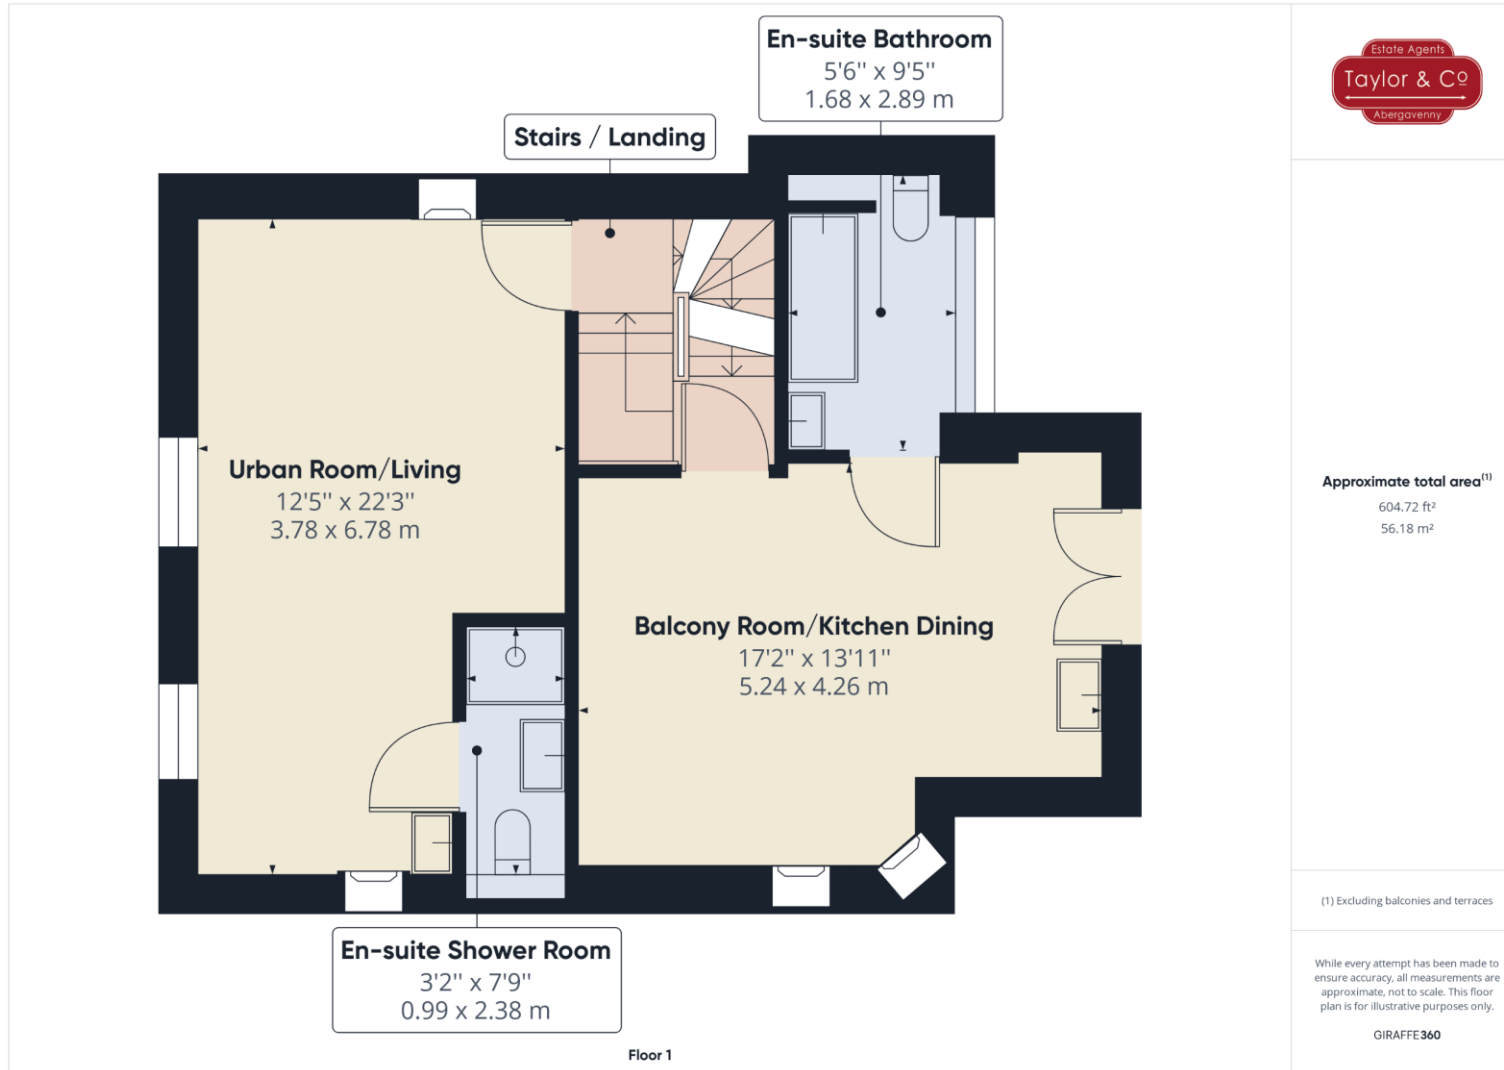 En-suite Bathroom
5'6'' x 9'5''
1.68 x 2.89 m
Stairs / Landing
Urban Room/Living
12'5'' x 22'3''
3.78 x 6.78 m
Balcony Room/Kitchen Dining
17'2'' x 13'11''
5.24 x 4.26 m
En-suite Shower Room
3'2'' x 7'9''
0.99 x 2.38 m
Floor 1
Estate Agents
Taylor & Cº
Abergavenny
Approximate total area(1)
604.72 ft²
56.18 m²
(1) Excluding balconies and terraces
While every attempt has been made to
ensure accuracy, all measurements are
approximate, not to scale. This floor
plan is for illustrative purposes only.
GIRAFFE360